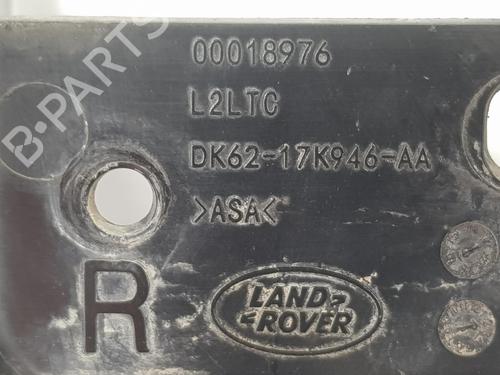 B-PARTS
00018976
L2LTC
DK62-17K946-AA
>ASA<
R
LAND
ROVER